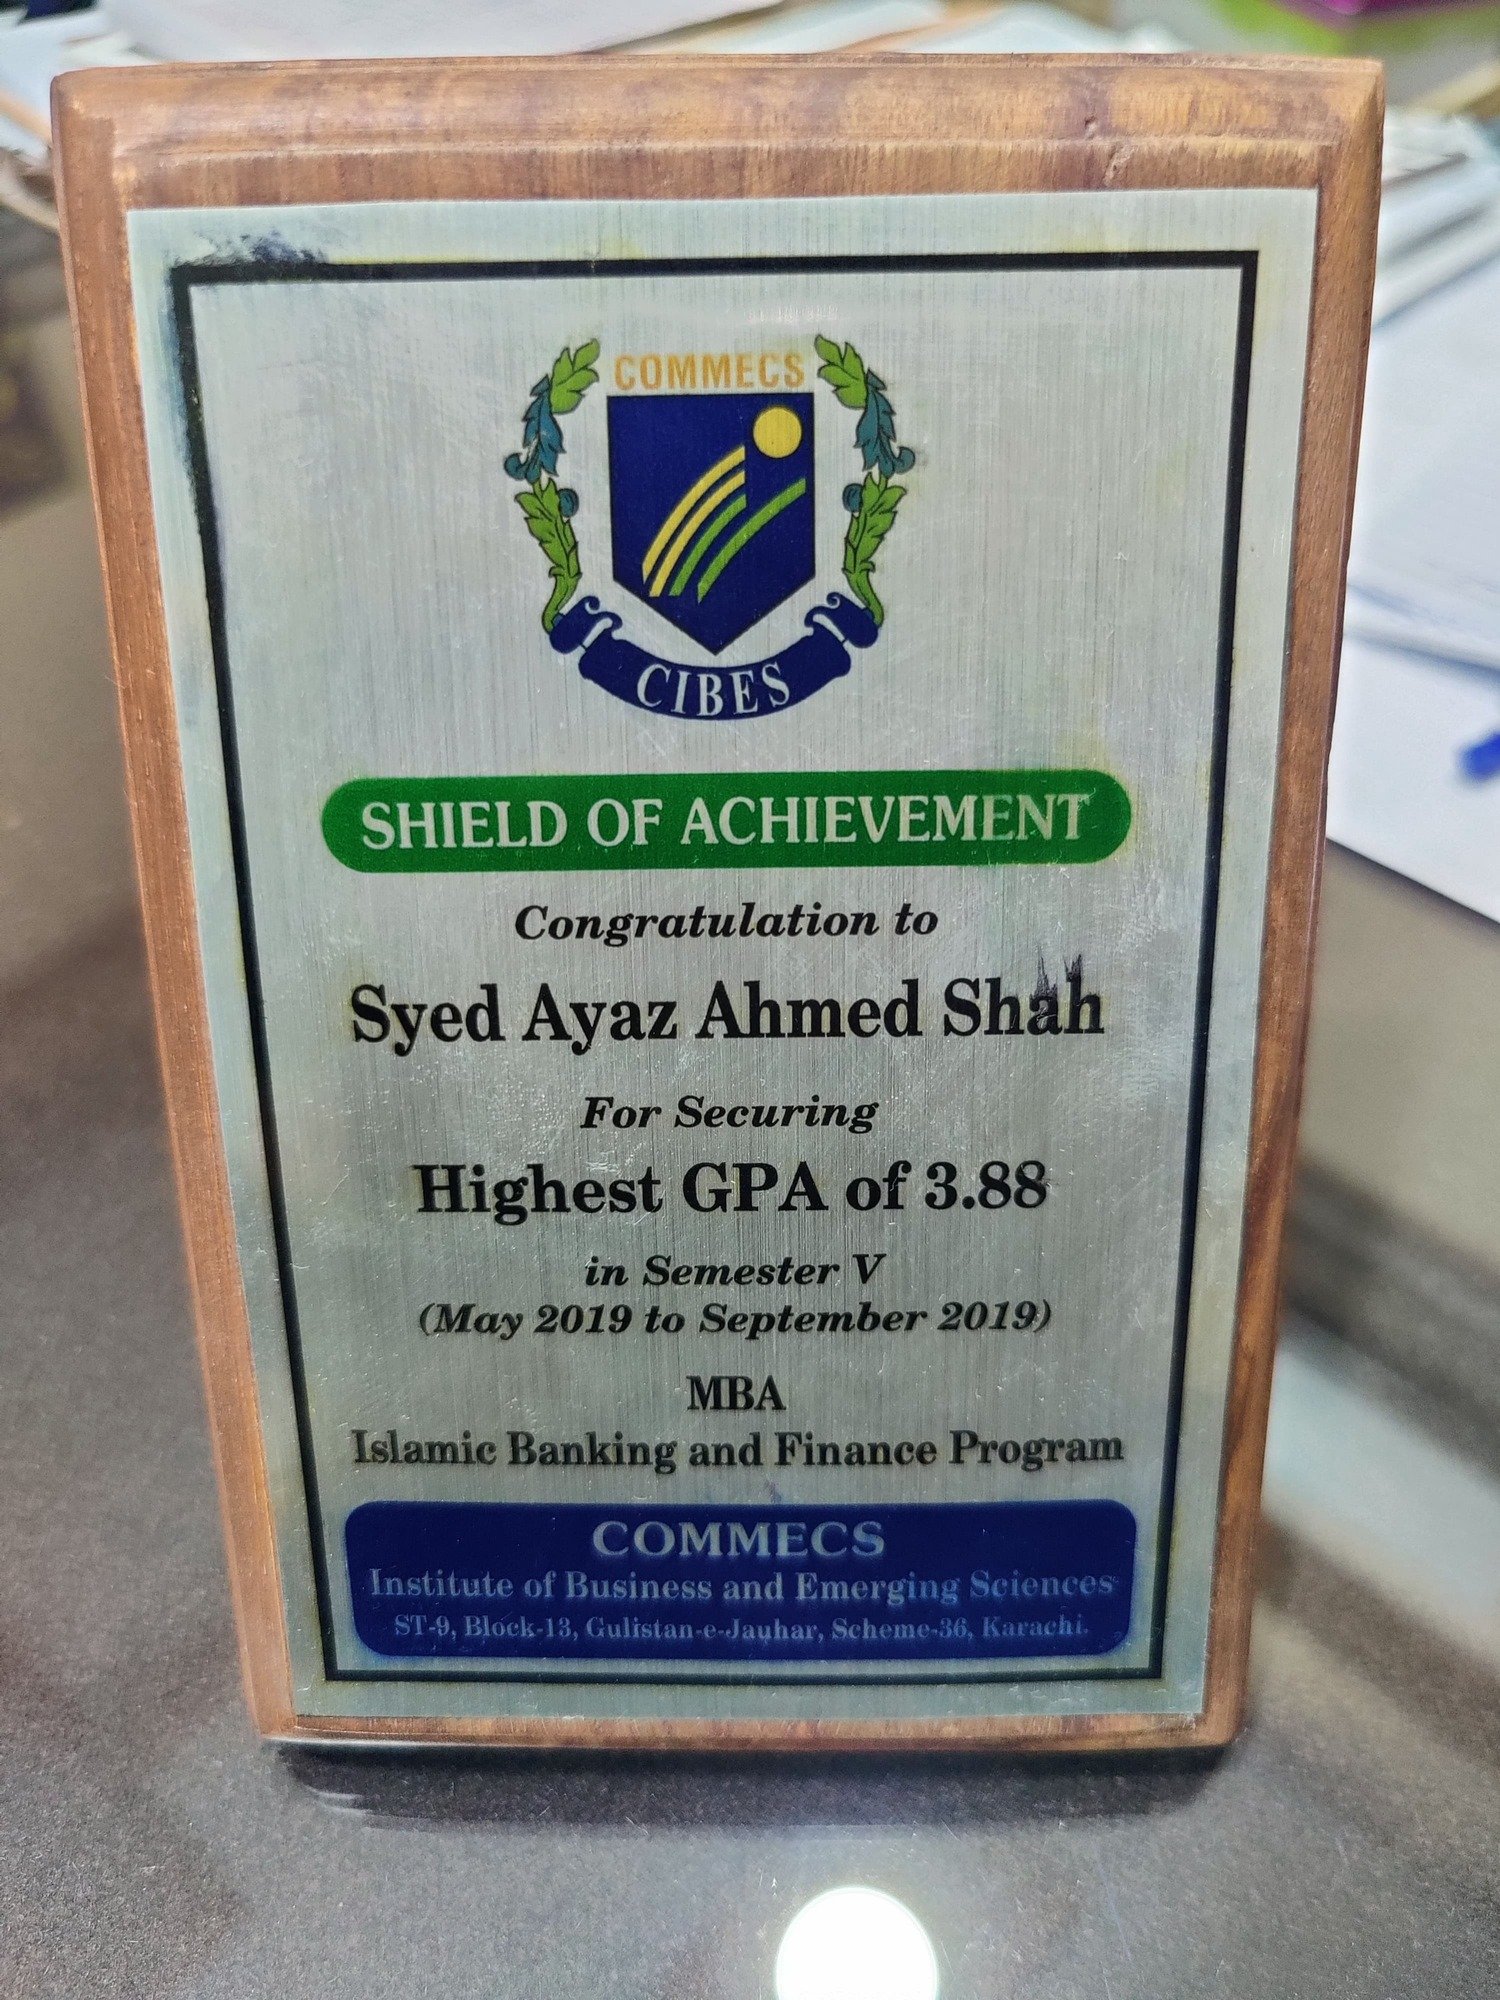 COMMECS
CIBES
SHIELD OF ACHIEVEMENT
Congratulation to
Syed Ayaz Ahmed Shah
For Securing
Highest GPA of 3.88
in Semester V
(May 2019 to September 2019)
MBA
Islamic Banking and Finance Program
COMMECS
Institute of Business and Emerging Sciences
ST-9, Block-13, Gulistan-e-Jauhar, Scheme-36, Karachi.